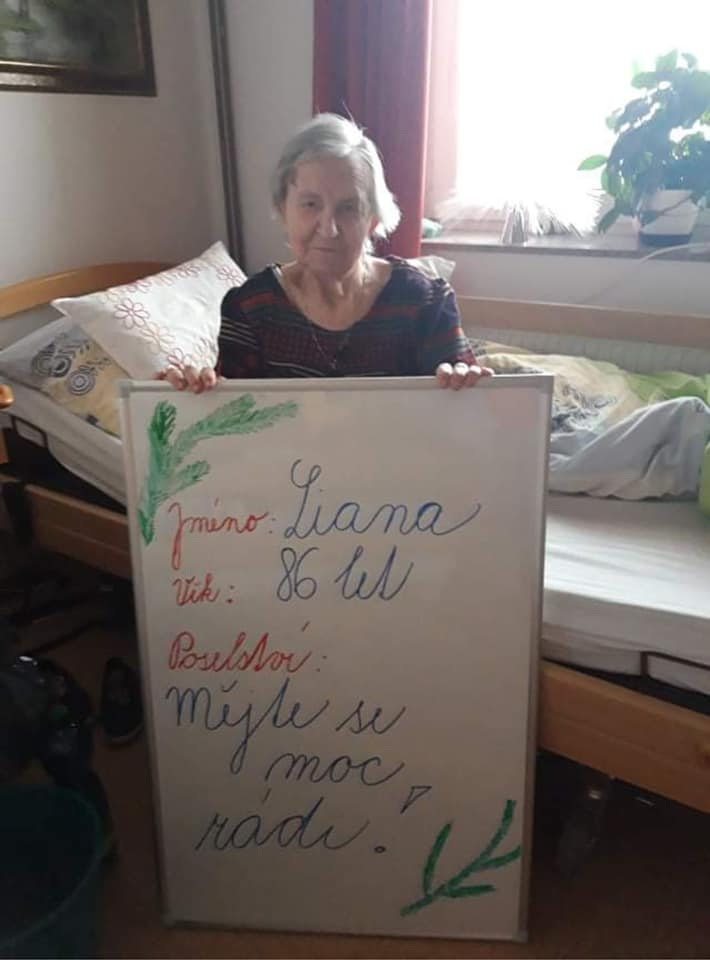 Jméno: Liana
Věk: 86 let
Poselství:
Mějte se
moc
rádi!